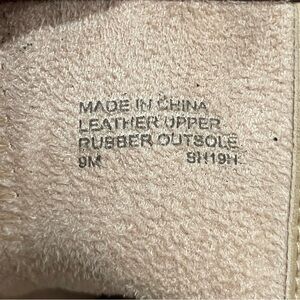 MADE IN CHINA
LEATHER UPPER
RUBBER OUTSOLE
9M SH19H